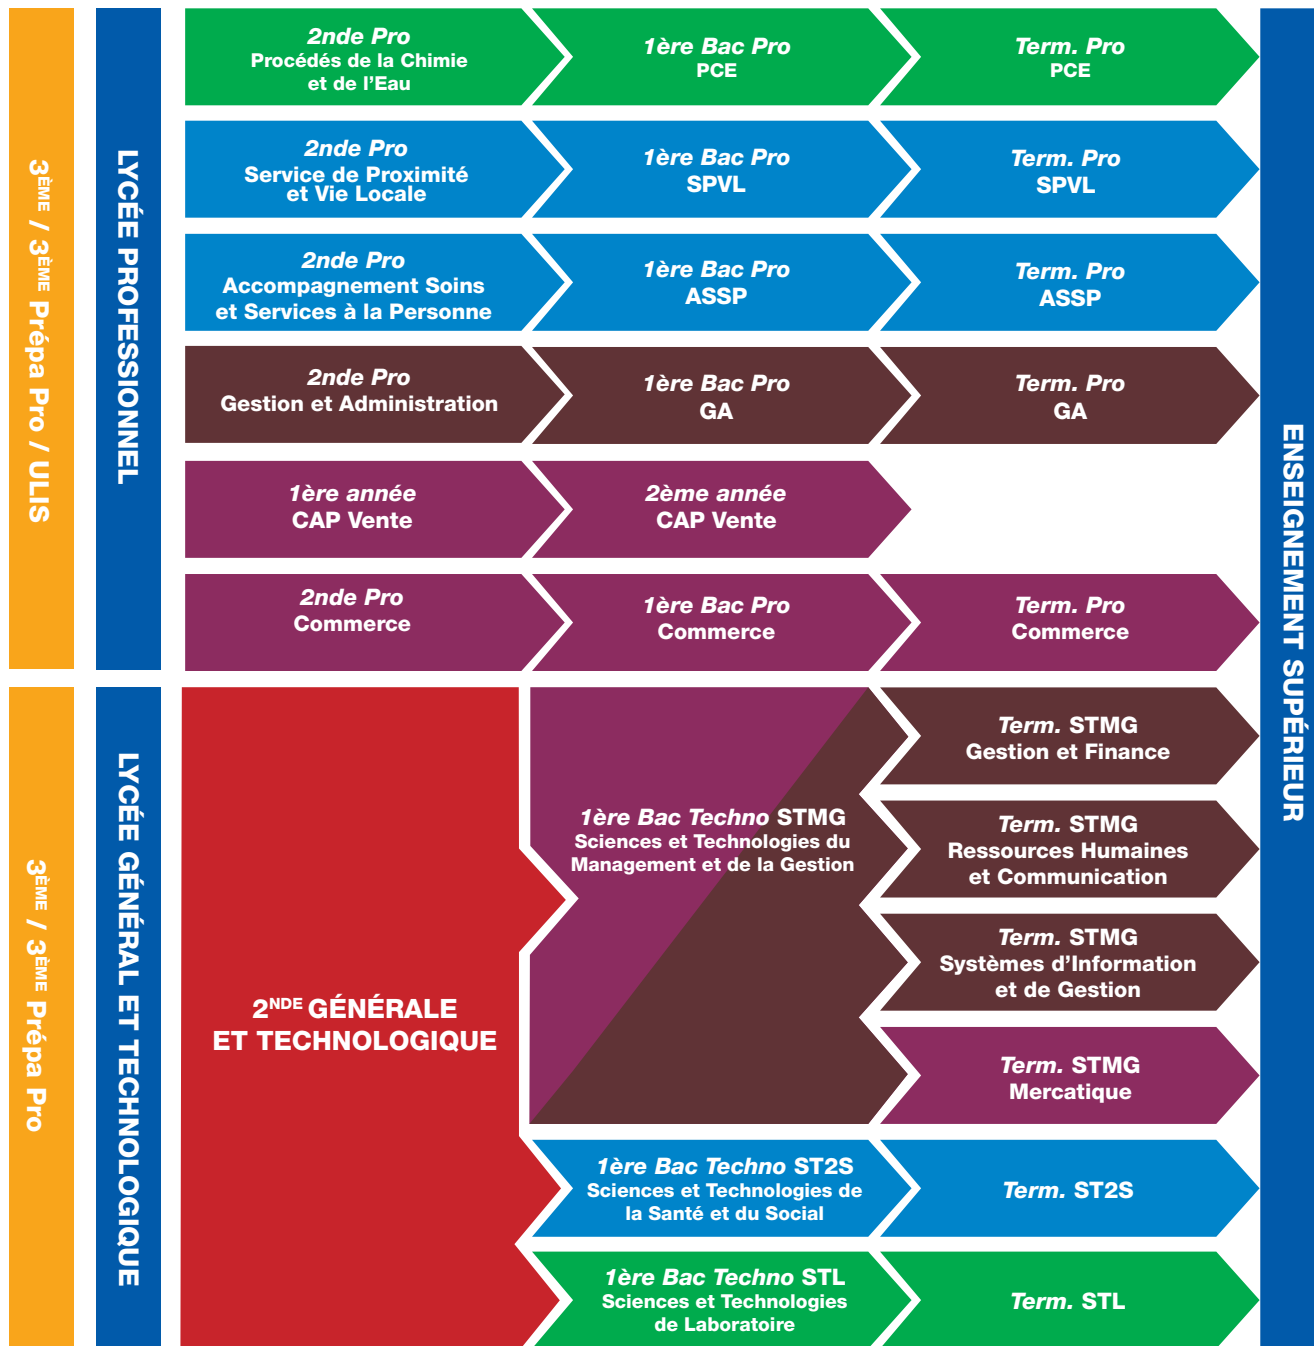 3ÈME / 3ÈME Prépa Pro / ULIS
LYCÉE PROFESSIONNEL
2nde Pro
Procédés de la Chimie
et de l'Eau
1ère Bac Pro
PCE
Term. Pro
PCE
2nde Pro
Service de Proximité
et Vie Locale
1ère Bac Pro
SPVL
Term. Pro
SPVL
2nde Pro
Accompagnement Soins
et Services à la Personne
1ère Bac Pro
ASSP
Term. Pro
ASSP
2nde Pro
Gestion et Administration
1ère Bac Pro
GA
Term. Pro
GA
1ère année
CAP Vente
2ème année
CAP Vente
2nde Pro
Commerce
1ère Bac Pro
Commerce
Term. Pro
Commerce
3ÈME / 3ÈME Prépa Pro
LYCÉE GÉNÉRAL ET TECHNOLOGIQUE
2NDE GÉNÉRALE
ET TECHNOLOGIQUE
1ère Bac Techno STMG
Sciences et Technologies du
Management et de la Gestion
Term. STMG
Gestion et Finance
Term. STMG
Ressources Humaines
et Communication
Term. STMG
Systèmes d'Information
et de Gestion
Term. STMG
Mercatique
1ère Bac Techno ST2S
Sciences et Technologies de
la Santé et du Social
Term. ST2S
1ère Bac Techno STL
Sciences et Technologies
de Laboratoire
Term. STL
ENSEIGNEMENT SUPÉRIEUR